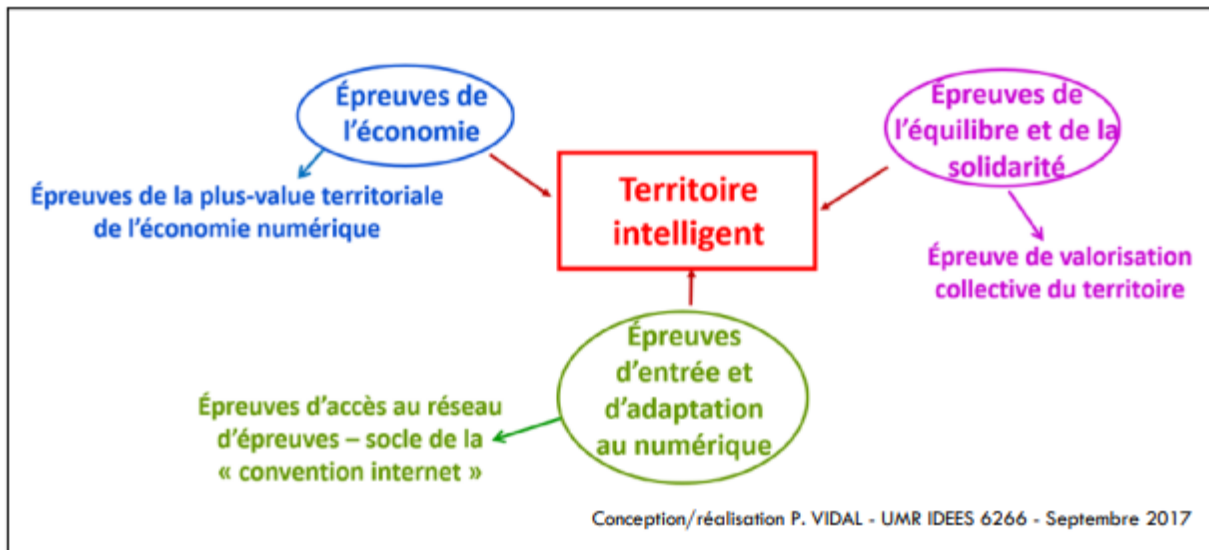 Épreuves de
l'économie
Épreuves de la plus-value territoriale
de l'économie numérique
Territoire
intelligent
Épreuves de
l'équilibre et de la
solidarité
Épreuve de valorisation
collective du territoire
Épreuves
d'entrée et
d'adaptation
au numérique
Épreuves d'accès au réseau
d'épreuves – socle de la
« convention internet »
Conception/réalisation P. VIDAL - UMR IDEES 6266 - Septembre 2017